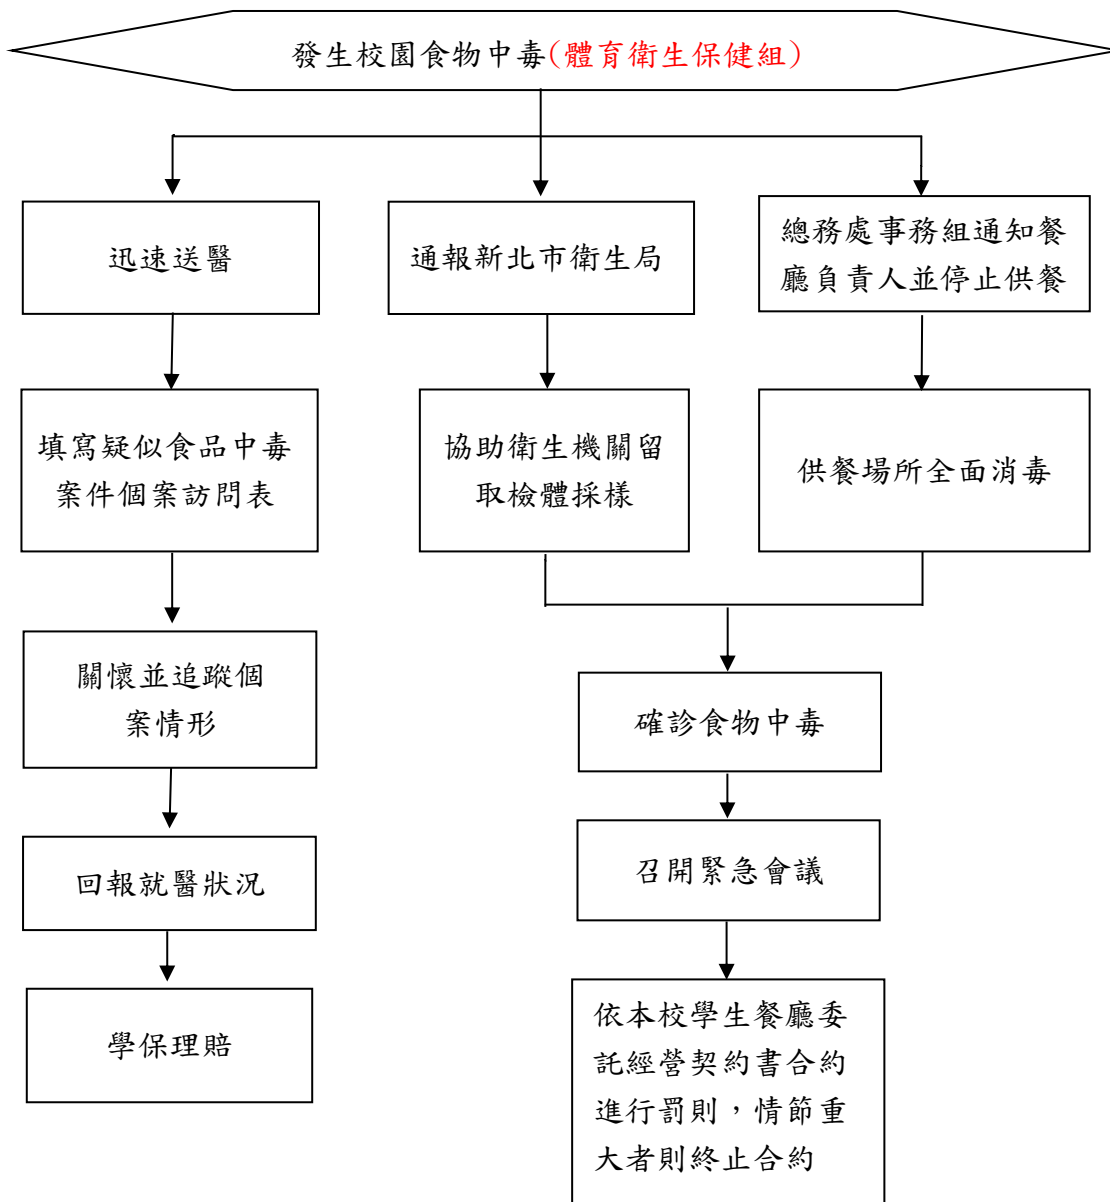 發生校園食物中毒(體育衛生保健組)
迅速送醫
通報新北市衛生局
總務處事務組通知餐
廳負責人並停止供餐
填寫疑似食品中毒
案件個案訪問表
協助衛生機關留
取檢體採樣
供餐場所全面消毒
關懷並追蹤個
案情形
確診食物中毒
回報就醫狀況
召開緊急會議
學保理賠
依本校學生餐廳委
託經營契約書合約
進行罰則，情節重
大者則終止合約